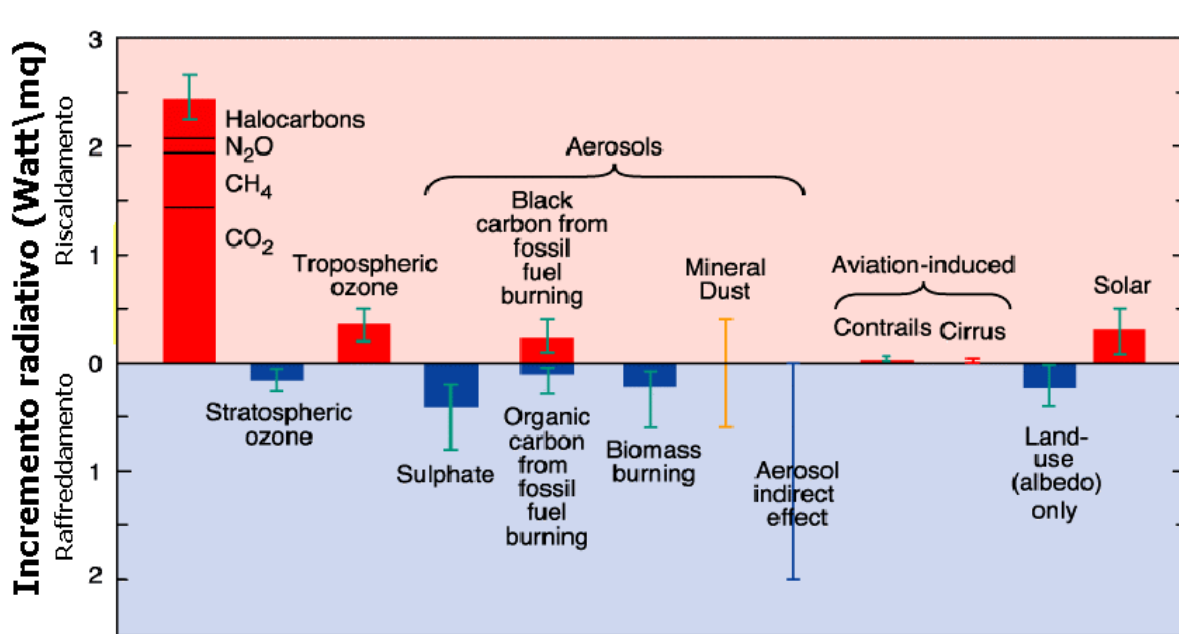 Incremento radiativo (Watt\mq)
Riscaldamento
Raffreddamento
3
2
1
0
1
2
Halocarbons
N₂O
CH₄
CO₂
Stratospheric
ozone
Tropospheric
ozone
Aerosols
Sulphate
Black
carbon from
fossil
fuel
burning
Organic
carbon
from
fossil
fuel
burning
Biomass
burning
Mineral
Dust
Aerosol
indirect
effect
Aviation-induced
Contrails Cirrus
Land-
use
(albedo)
only
Solar